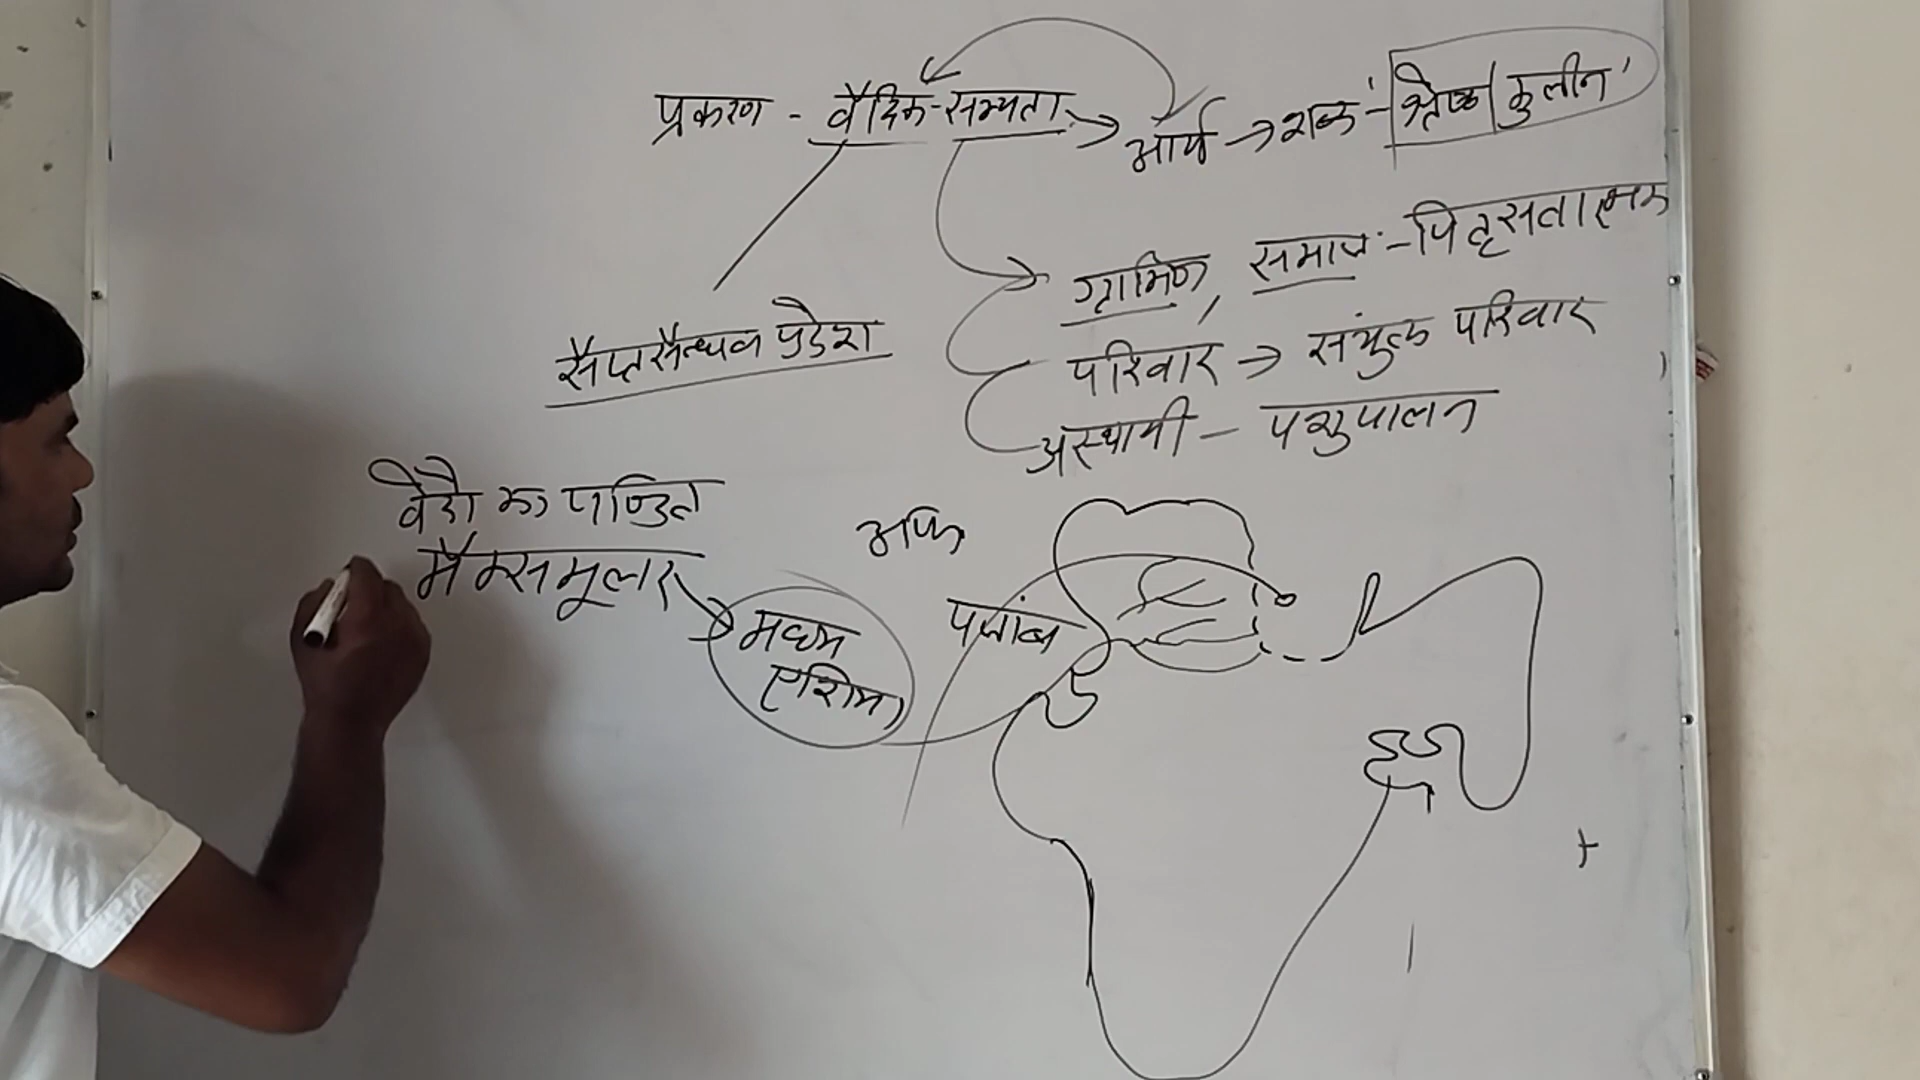 प्रकरण - वैदिक-सभ्यता → आर्य → शब्द - श्रेष्ठ | कुलीन'
ग्रामिण, समाज:- पितृसतात्मक
सप्तसैन्धव प्रदेश
परिवार → संयुक्त परिवार
अस्थायी - पशुपालन
वेदो का पण्डित
मैक्समूलर → मध्य एशिया
अफ
पंजाब